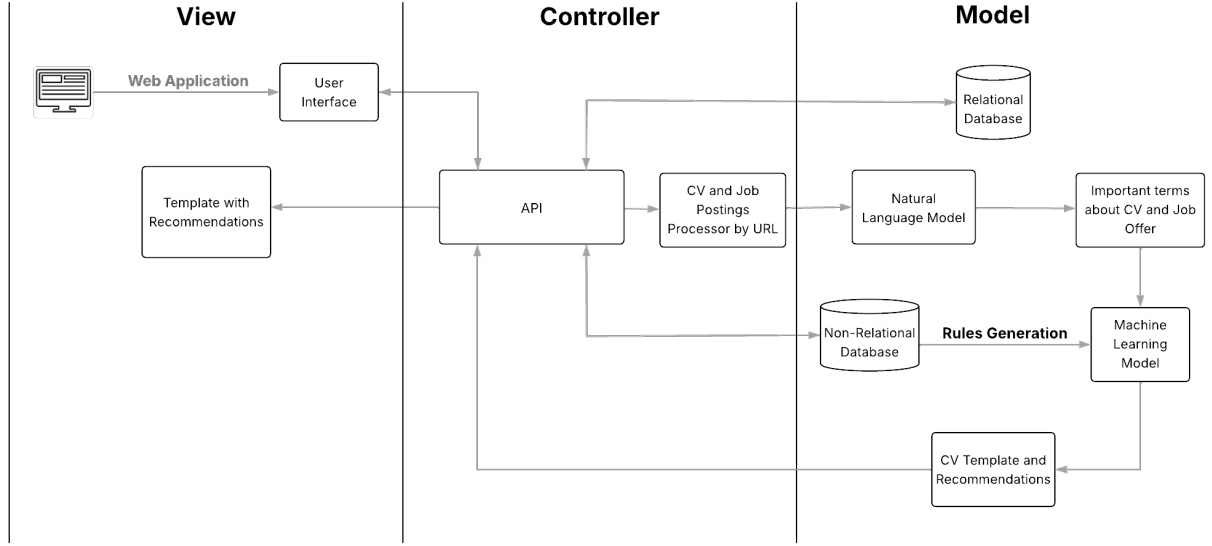 View
Controller
Model
Web Application
User
Interface
Relational
Database
Template with
Recommendations
API
CV and Job
Postings
Processor by URL
Natural
Language Model
Important terms
about CV and Job
Offer
Non-Relational
Database
Rules Generation
Machine
Learning
Model
CV Template and
Recommendations